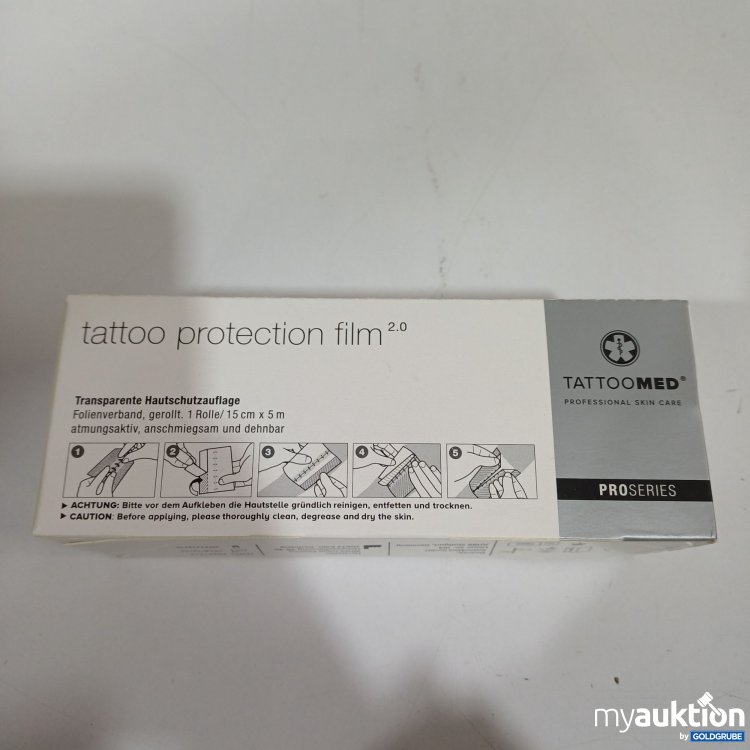 tattoo protection film 2.0
Transparente Hautschutzauflage
Folienverband, gerollt. 1 Rolle/ 15 cm x 5 m
atmungsaktiv, anschmiegsam und dehnbar
1 2 3 4 5
▶ ACHTUNG: Bitte vor dem Aufkleben die Hautstelle gründlich reinigen, entfetten und trocknen.
▶ CAUTION: Before applying, please thoroughly clean, degrease and dry the skin.
TATTOOMED®
PROFESSIONAL SKIN CARE
PROSERIES
myauktion
by GOLDGRUBE